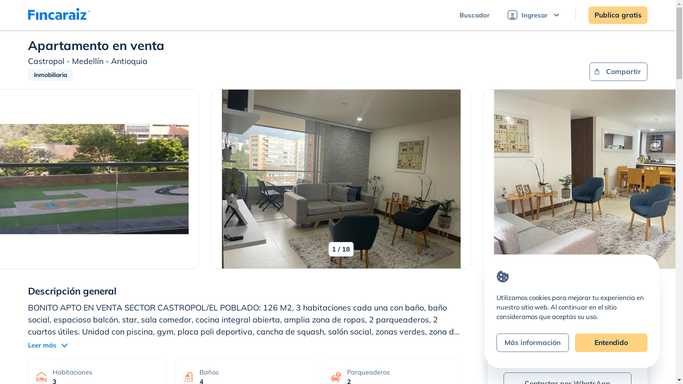 Fincaraiz
Buscador
Ingresar
Publica gratis
Apartamento en venta
Castropol - Medellín - Antioquia
Inmobiliaria
Compartir
1 / 18
Descripción general
BONITO APTO EN VENTA SECTOR CASTROPOL/EL POBLADO: 126 M2, 3 habitaciones cada una con baño, baño
social, espacioso balcón, star, sala comedor, cocina integral abierta, amplia zona de ropas, 2 parqueaderos, 2
cuartos útiles. Unidad con piscina, gym, placa poli deportiva, cancha de squash, salón social, zonas verdes, zona d...
Leer más
Habitaciones
3
Baños
4
Parqueaderos
2
Utilizamos cookies para mejorar tu experiencia en
nuestro sitio web. Al continuar en el sitio
consideramos que aceptas su uso.
Más información
Entendido
Contactar por WhatsApp